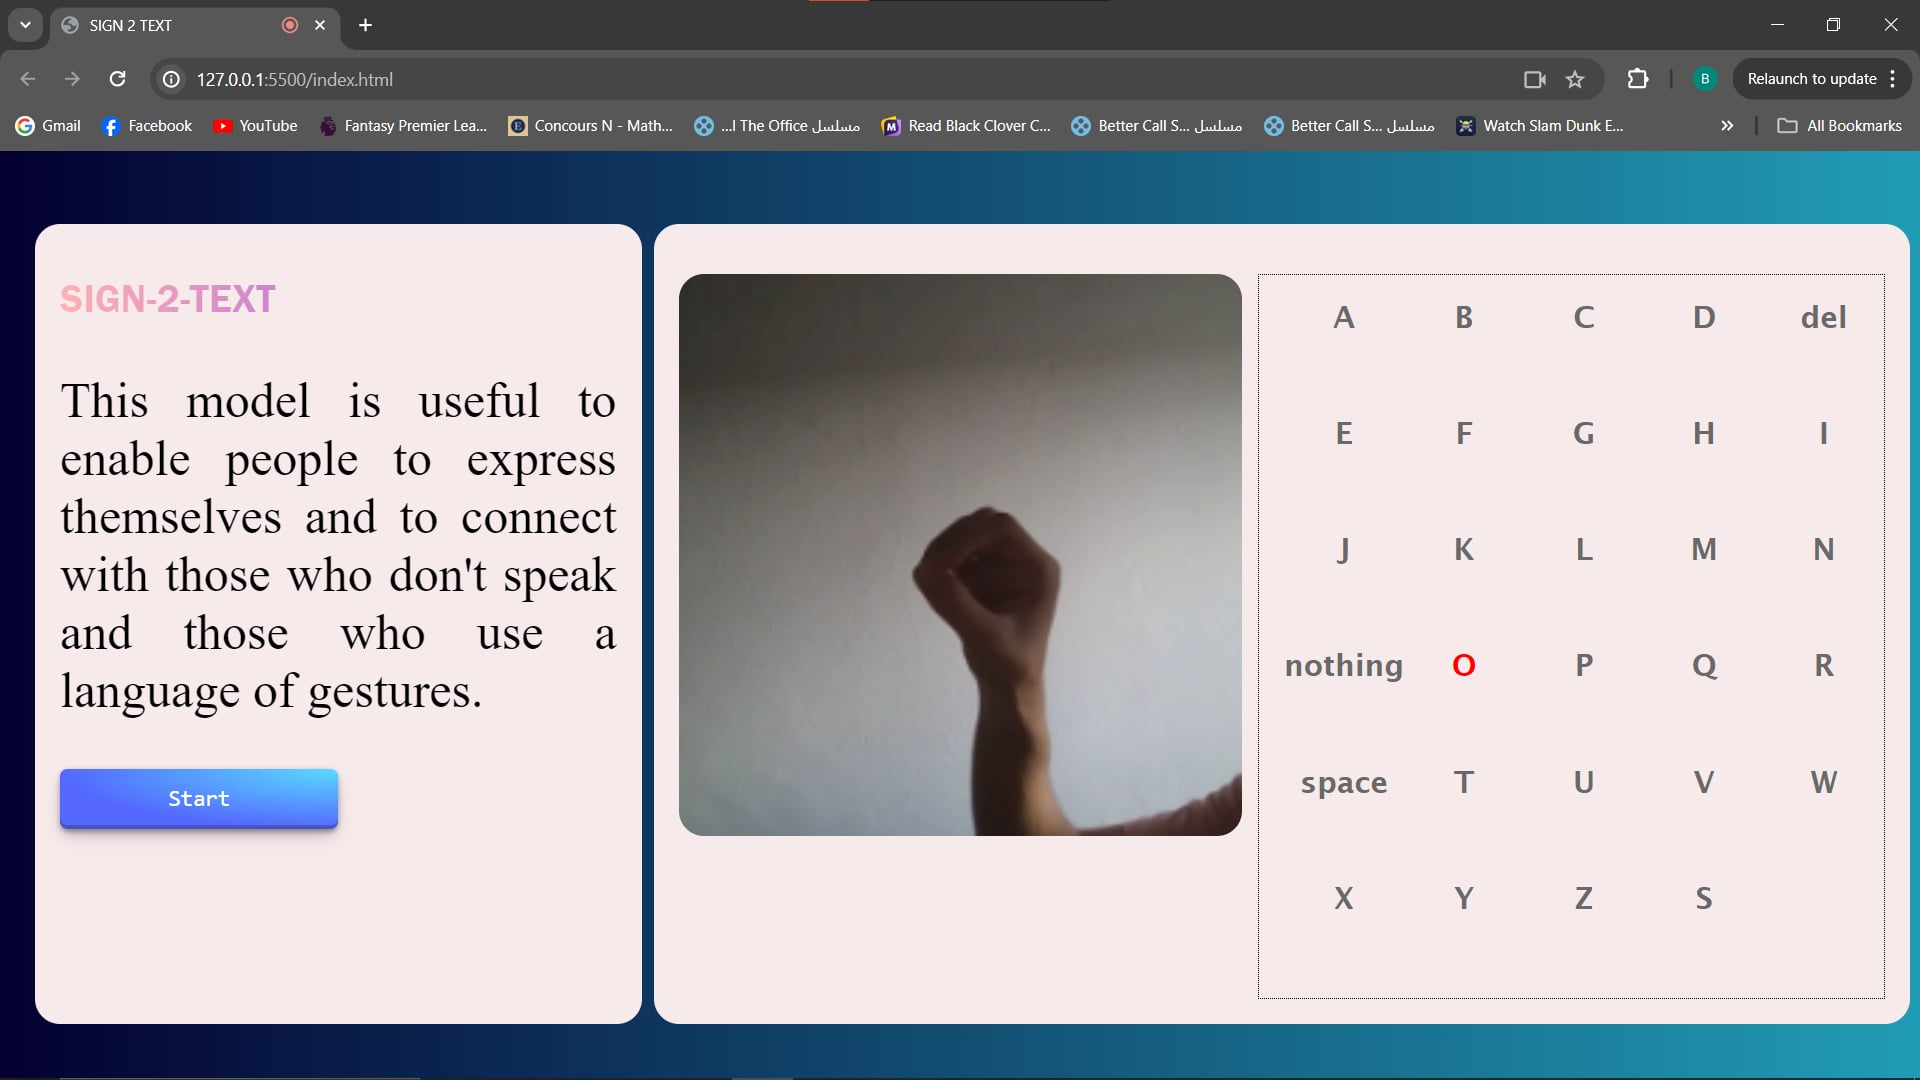 SIGN 2 TEXT
127.0.0.1:5500/index.html
B
Relaunch to update
Gmail
Facebook
YouTube
Fantasy Premier Lea...
Concours N - Math...
...l The Office مسلسل
Read Black Clover C...
Better Call S... مسلسل
Better Call S... مسلسل
Watch Slam Dunk E...
All Bookmarks
SIGN-2-TEXT
This model is useful to
enable people to express
themselves and to connect
with those who don't speak
and those who use a
language of gestures.
Start
A B C D del
E F G H I
J K L M N
nothing O P Q R
space T U V W
X Y Z S